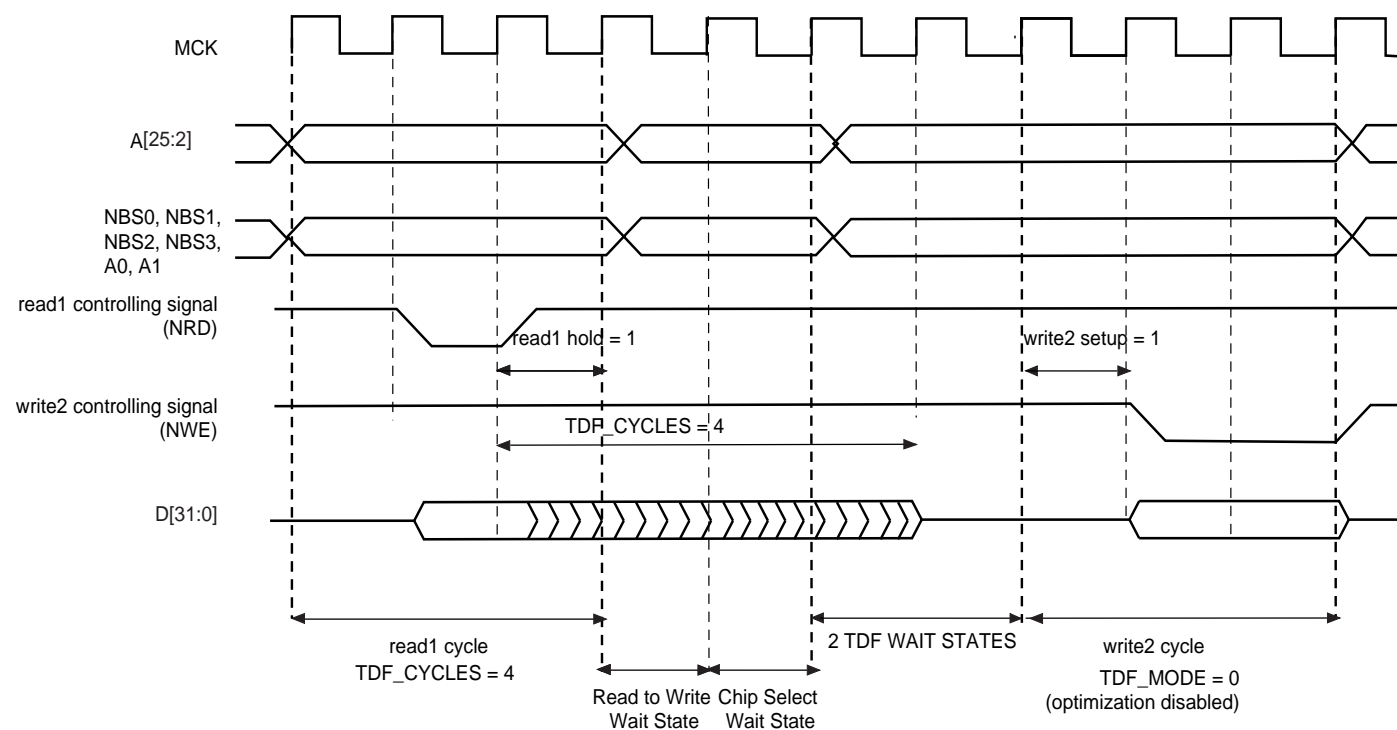 MCK
A[25:2]
NBS0, NBS1,
NBS2, NBS3,
A0, A1
read1 controlling signal
(NRD)
read1 hold = 1
write2 setup = 1
write2 controlling signal
(NWE)
TDF_CYCLES = 4
D[31:0]
read1 cycle
TDF_CYCLES = 4
2 TDF WAIT STATES
write2 cycle
TDF_MODE = 0
(optimization disabled)
Read to Write
Wait State
Chip Select
Wait State